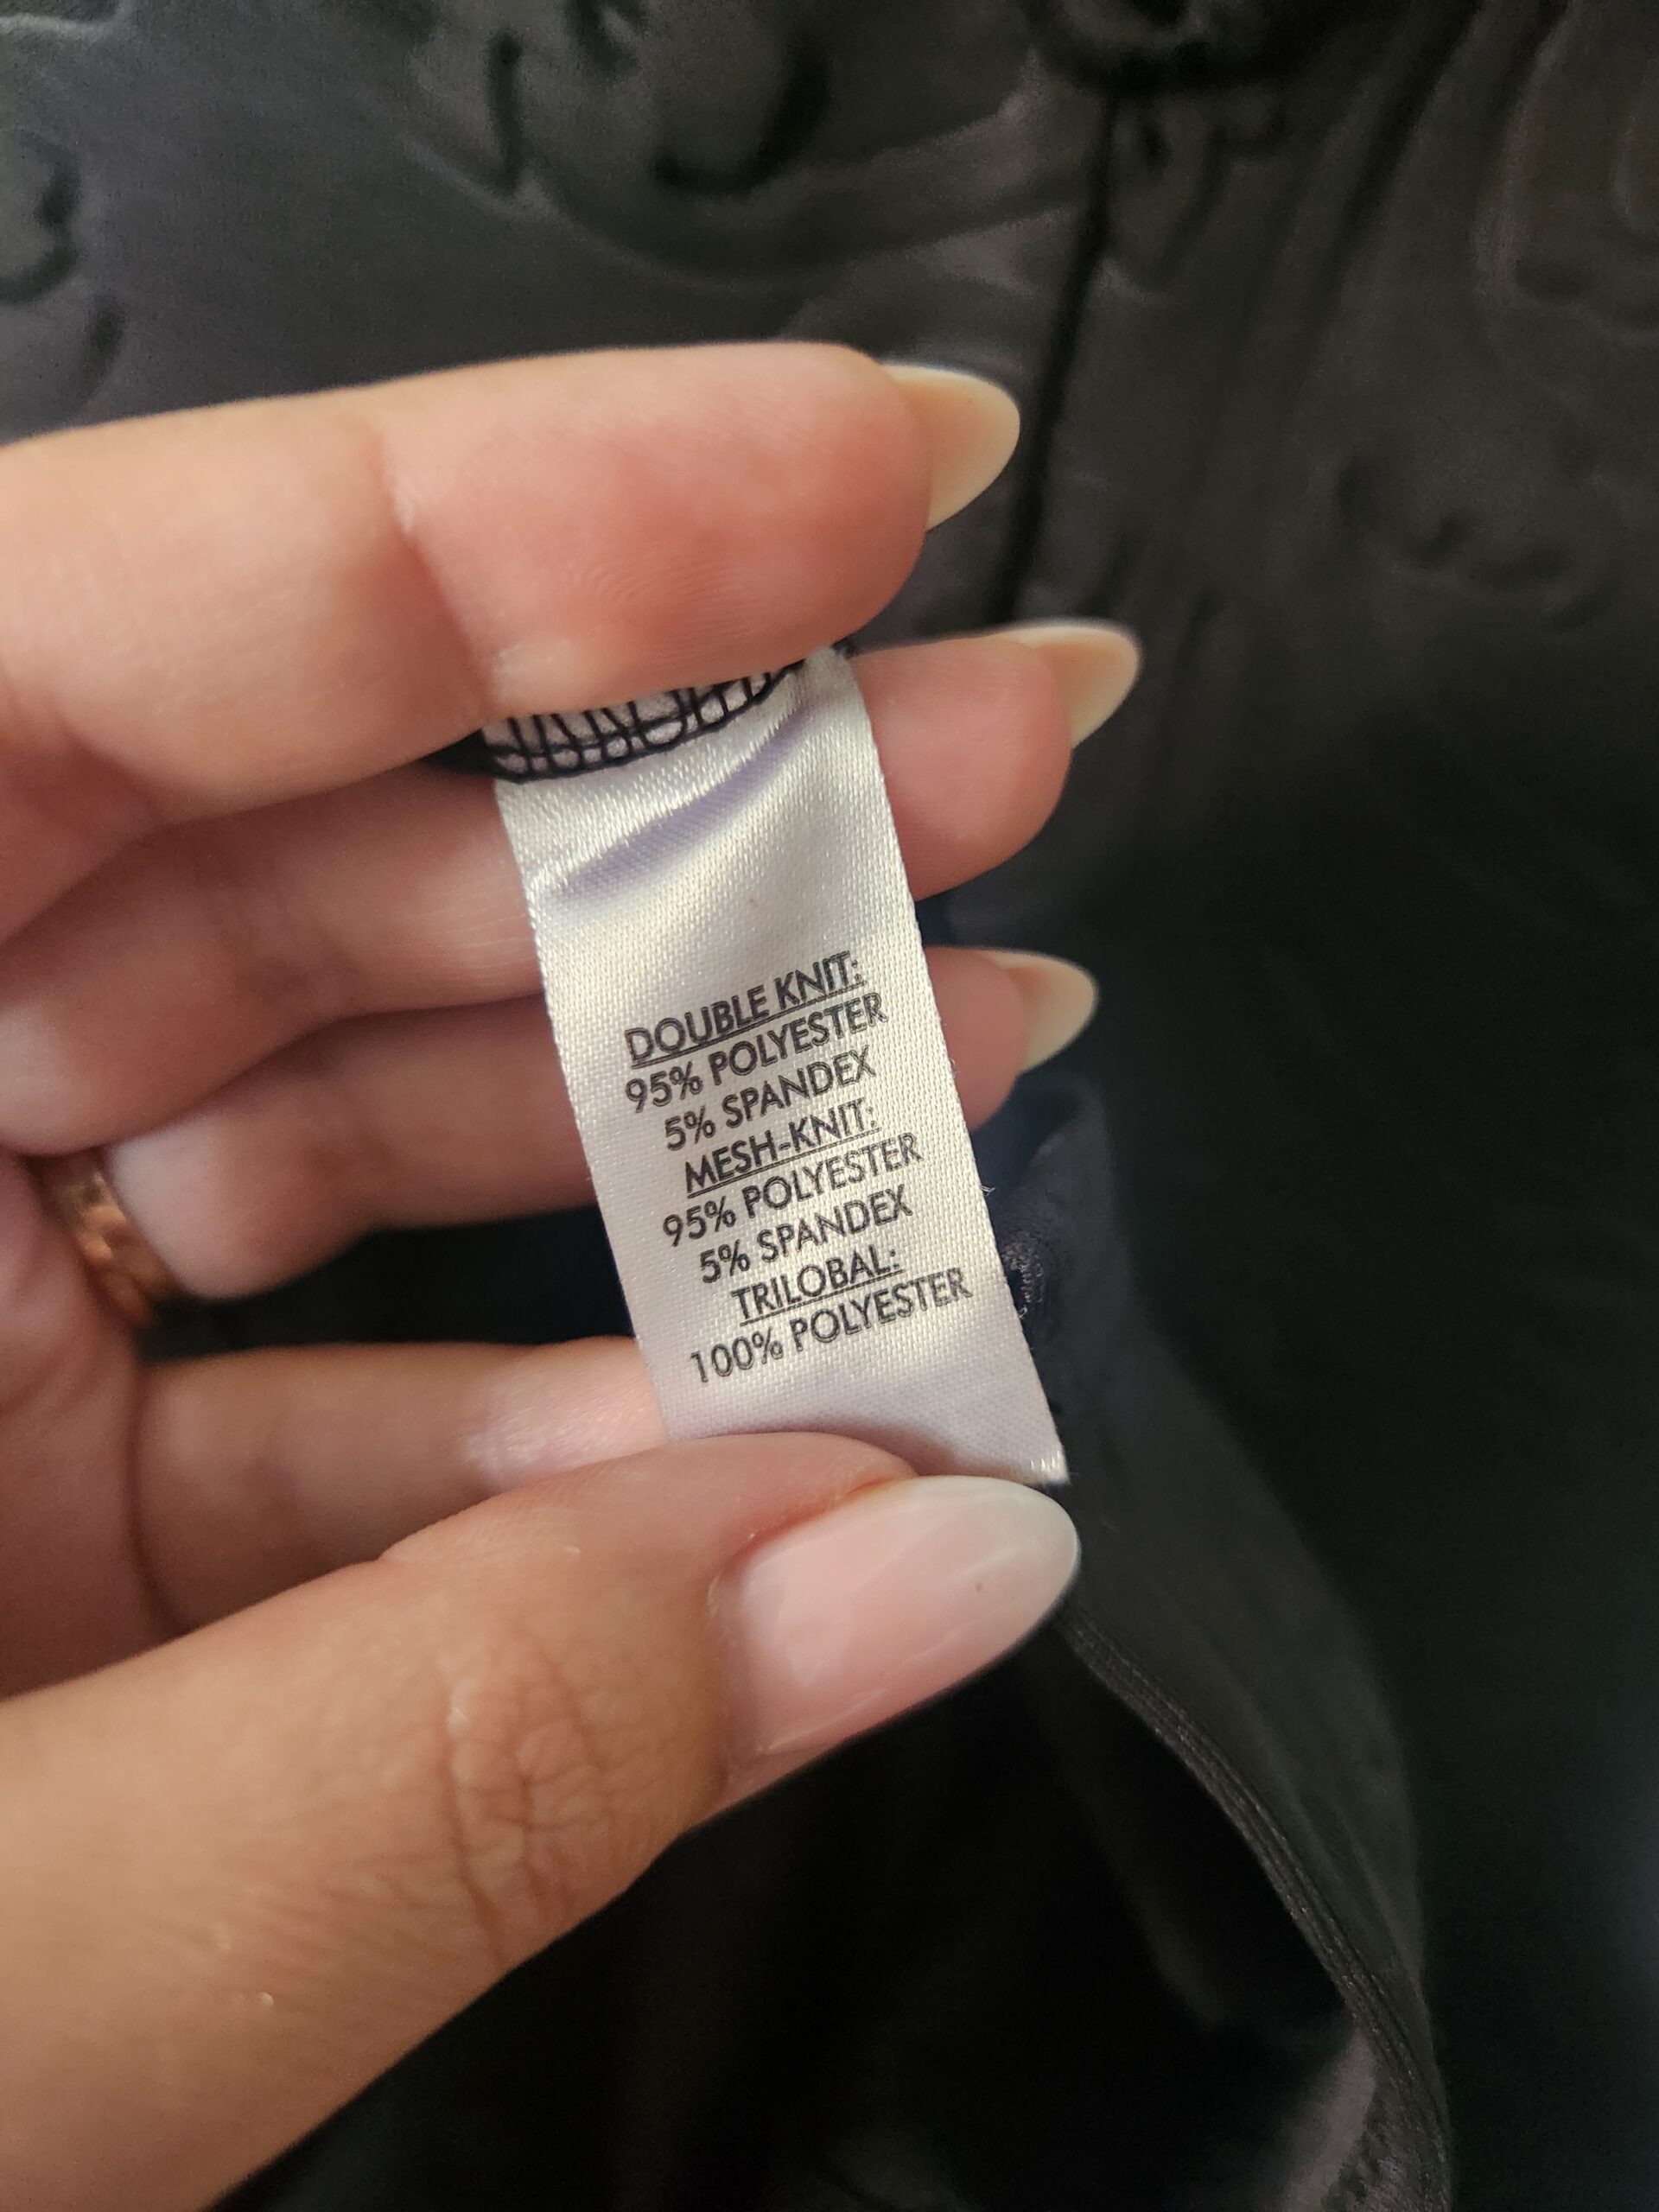 DOUBLE KNIT:
95% POLYESTER
5% SPANDEX
MESH-KNIT:
95% POLYESTER
5% SPANDEX
TRILOBAL:
100% POLYESTER